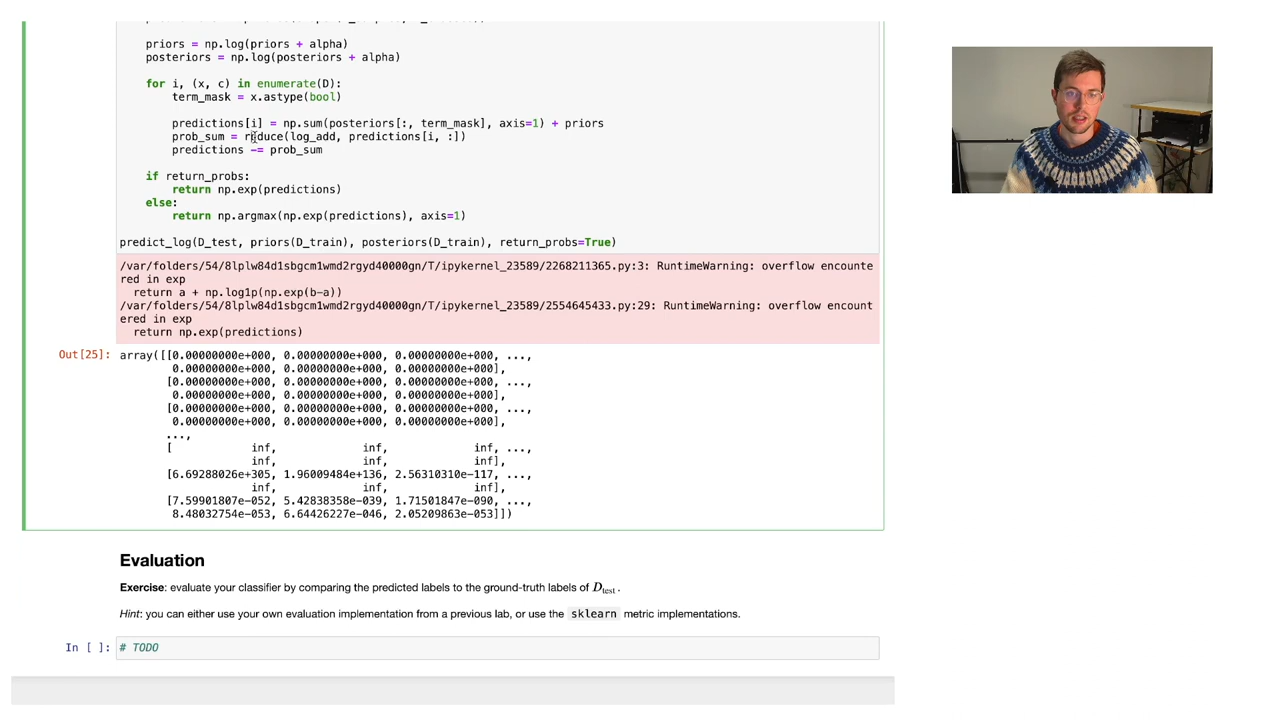 priors = np.log(priors + alpha)
posteriors = np.log(posteriors + alpha)
for i, (x, c) in enumerate(D):
term_mask = x.astype(bool)
predictions[i] = np.sum(posteriors[:, term_mask], axis=1) + priors
prob_sum = reduce(log_add, predictions[i, :])
predictions -= prob_sum
if return_probs:
return np.exp(predictions)
else:
return np.argmax(np.exp(predictions), axis=1)
predict_log(D_test, priors(D_train), posteriors(D_train), return_probs=True)
/var/folders/54/8lplw84d1sbgcm1wmd2rgyd40000gn/T/ipykernel_23589/2268211365.py:3: RuntimeWarning: overflow encounte
red in exp
return a + np.log1p(np.exp(b-a))
/var/folders/54/8lplw84d1sbgcm1wmd2rgyd40000gn/T/ipykernel_23589/2554645433.py:29: RuntimeWarning: overflow encount
ered in exp
return np.exp(predictions)
Out[25]: array([[0.00000000e+000, 0.00000000e+000, 0.00000000e+000, ...,
0.00000000e+000, 0.00000000e+000, 0.00000000e+000],
[0.00000000e+000, 0.00000000e+000, 0.00000000e+000, ...,
0.00000000e+000, 0.00000000e+000, 0.00000000e+000],
[0.00000000e+000, 0.00000000e+000, 0.00000000e+000, ...,
0.00000000e+000, 0.00000000e+000, 0.00000000e+000],
...,
[ inf, inf, inf, ...,
inf, inf, inf],
[6.69288026e+305, 1.96009484e+136, 2.56310310e-117, ...,
inf, inf, inf],
[7.59901807e-052, 5.42838358e-039, 1.71501847e-090, ...,
8.48032754e-053, 6.64426227e-046, 2.05209863e-053]])
Evaluation
Exercise: evaluate your classifier by comparing the predicted labels to the ground-truth labels of Dtest.
Hint: you can either use your own evaluation implementation from a previous lab, or use the sklearn metric implementations.
In [ ]: # TODO